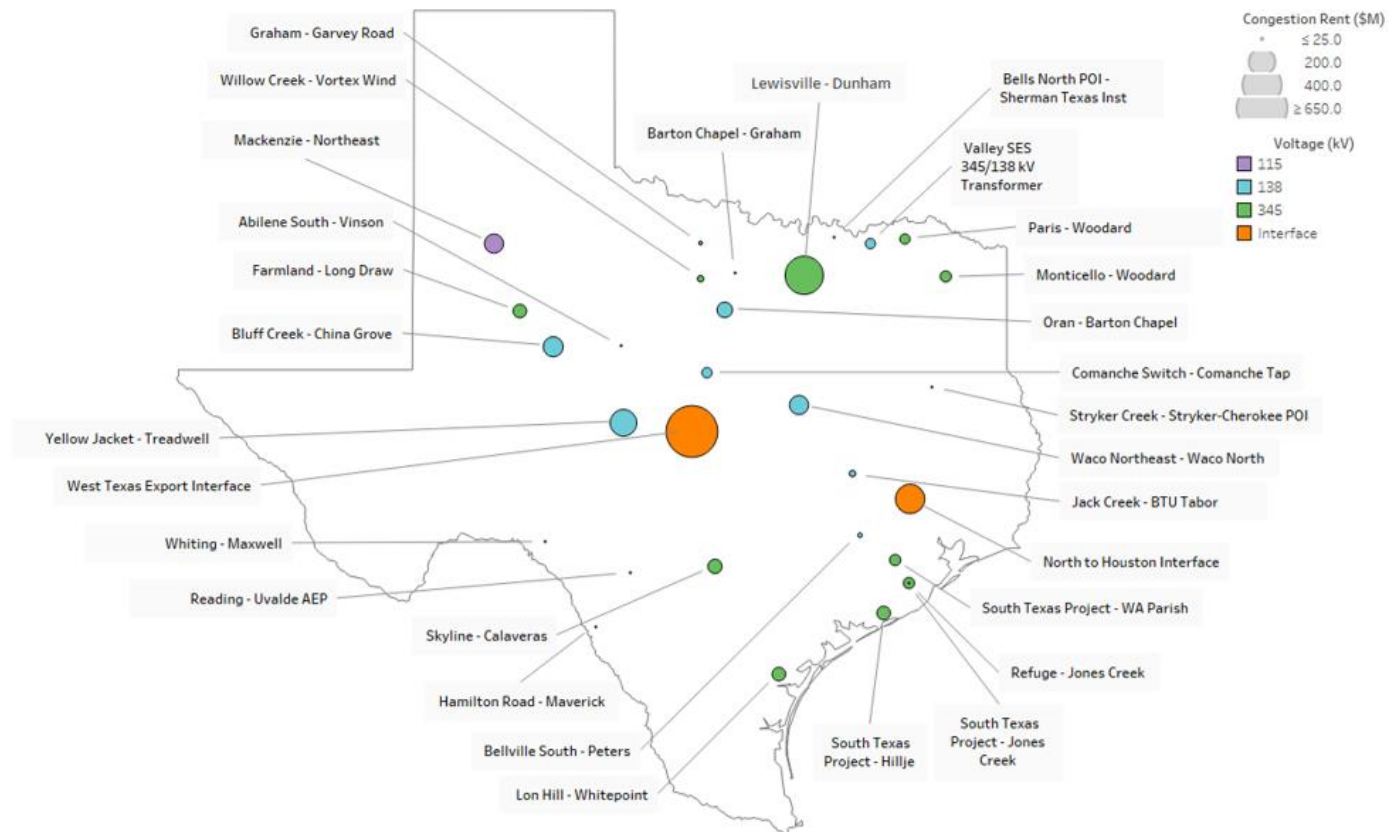 Graham - Garvey Road
Willow Creek - Vortex Wind
Mackenzie - Northeast
Abilene South - Vinson
Farmland - Long Draw
Bluff Creek - China Grove
Yellow Jacket - Treadwell
West Texas Export Interface
Whiting - Maxwell
Reading - Uvalde AEP
Skyline - Calaveras
Hamilton Road - Maverick
Bellville South - Peters
Lon Hill - Whitepoint
Barton Chapel - Graham
Lewisville - Dunham
Bells North POI -
Sherman Texas Inst
Valley SES
345/138 kV
Transformer
Paris - Woodard
Monticello - Woodard
Oran - Barton Chapel
Comanche Switch - Comanche Tap
Stryker Creek - Stryker-Cherokee POI
Waco Northeast - Waco North
Jack Creek - BTU Tabor
North to Houston Interface
South Texas Project - WA Parish
Refuge - Jones Creek
South Texas
Project - Jones
Creek
South Texas
Project - Hillje
Congestion Rent ($M)
≤ 25.0
200.0
400.0
≥ 650.0
Voltage (kV)
115
138
345
Interface